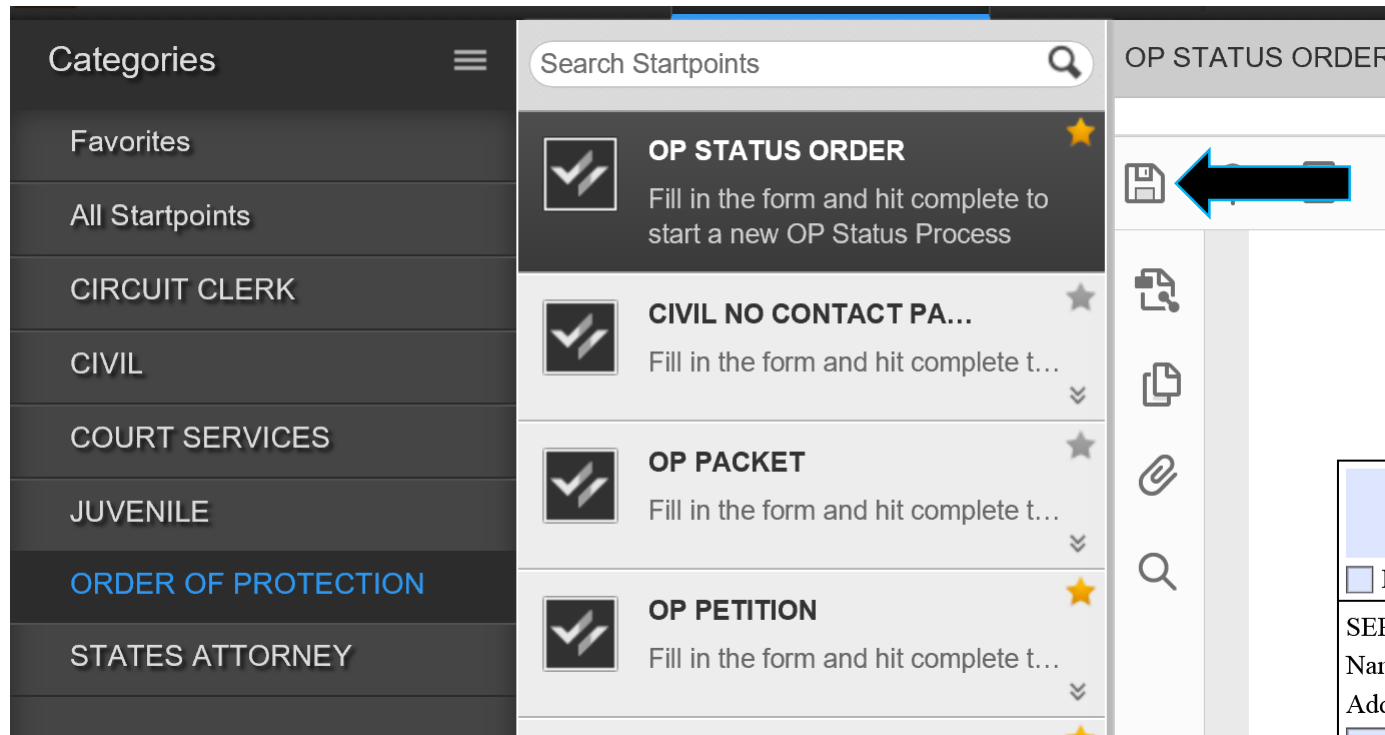 Categories
Favorites
All Startpoints
CIRCUIT CLERK
CIVIL
COURT SERVICES
JUVENILE
ORDER OF PROTECTION
STATES ATTORNEY
Search Startpoints
OP STATUS ORDER
Fill in the form and hit complete to
start a new OP Status Process
CIVIL NO CONTACT PA...
Fill in the form and hit complete t...
OP PACKET
Fill in the form and hit complete t...
OP PETITION
Fill in the form and hit complete t...
OP STATUS ORDER